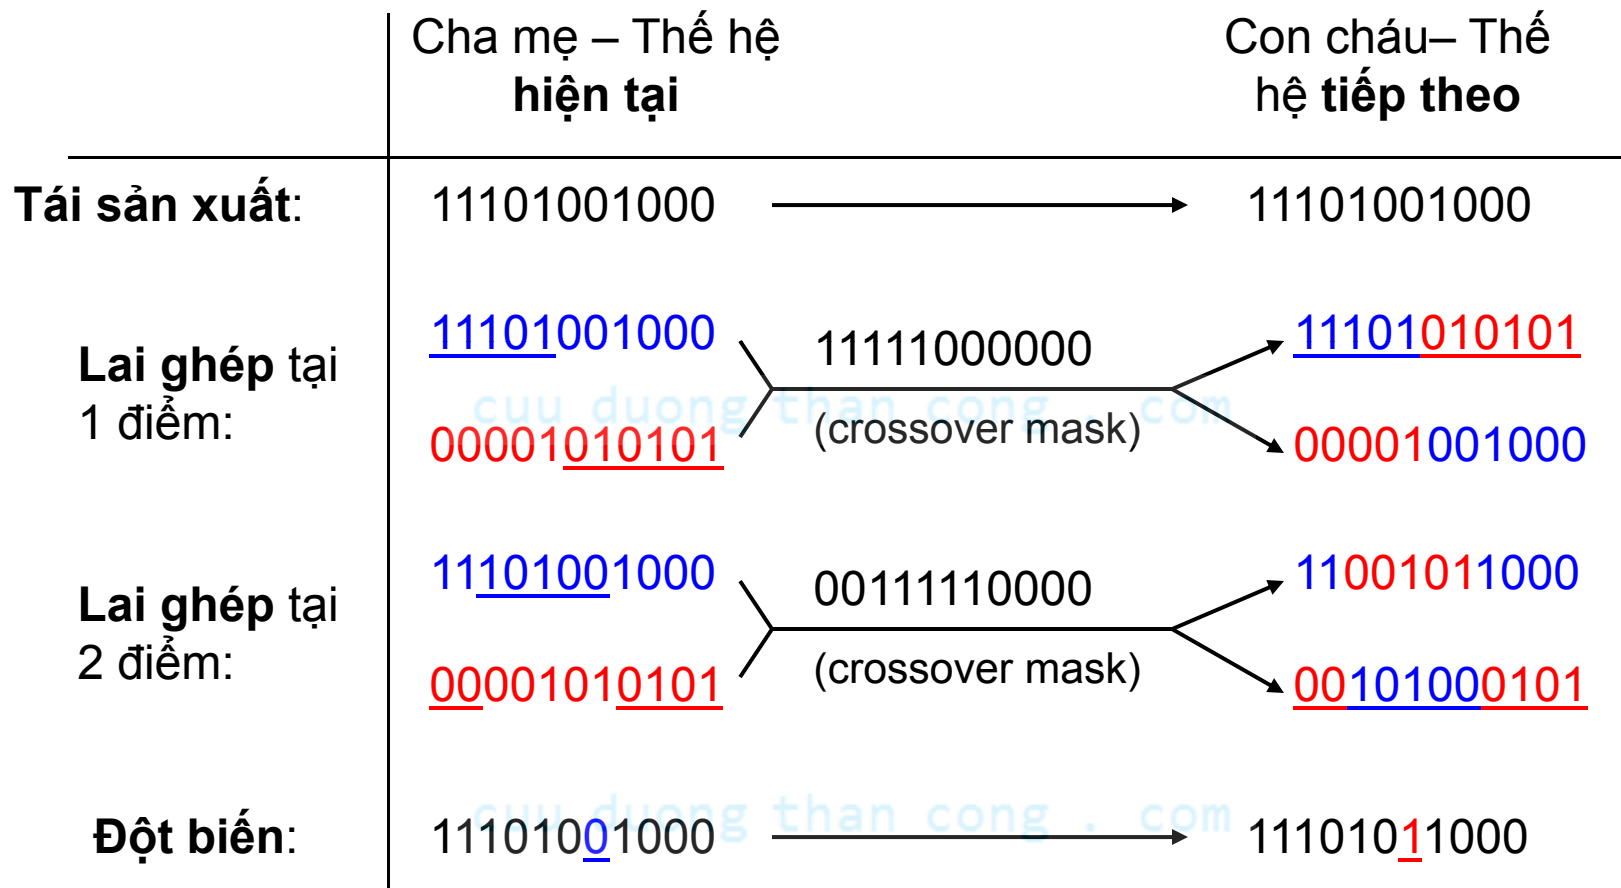 Cha mẹ – Thế hệ
hiện tại
Con cháu– Thế
hệ tiếp theo
Tái sản xuất:
11101001000
11101001000
Lai ghép tại
1 điểm:
11101001000
00001010101
11111000000
(crossover mask)
11101010101
00001001000
cuu duong than cong . com
Lai ghép tại
2 điểm:
11101001000
00001010101
00111110000
(crossover mask)
11001011000
00101000101
cuu duong than cong . com
Đột biến:
11101001000
11101011000